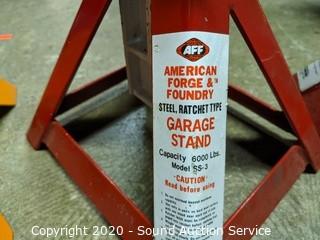 AFF
AMERICAN
FORGE &
FOUNDRY
STEEL, RATCHET TYPE
GARAGE
STAND
Capacity 6000 Lbs.
Model SS-3
-CAUTION-
Read before using
Copyright 2020 - Sound Auction Service